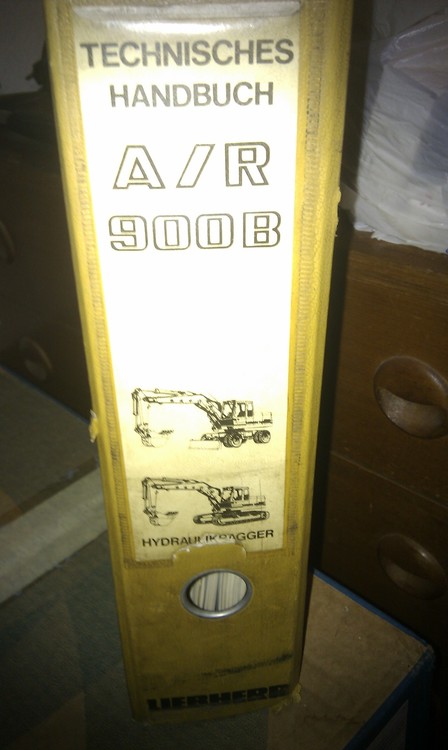 TECHNISCHES
HANDBUCH
A/R
900B
HYDRAULIKBAGGER
LIEBHERR